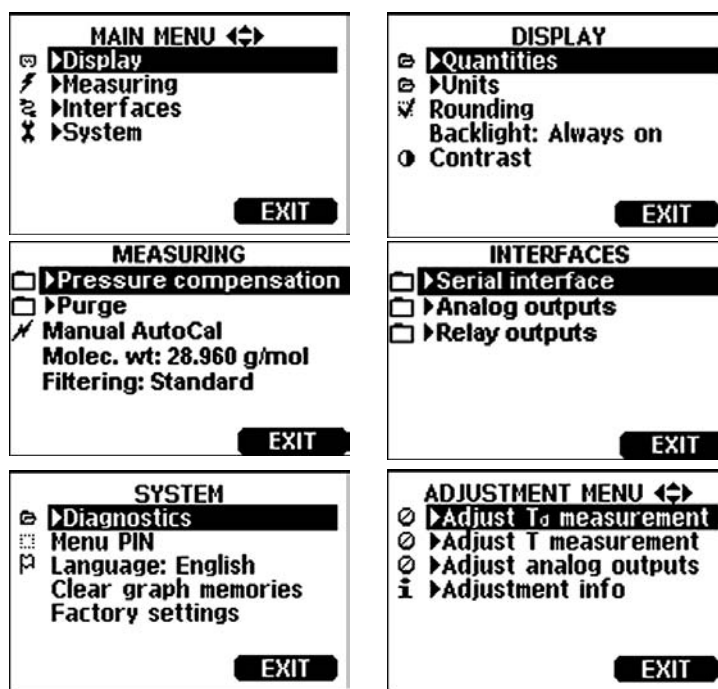 MAIN MENU
▶Display
▶Measuring
▶Interfaces
▶System
EXIT
DISPLAY
▶Quantities
▶Units
Rounding
Backlight: Always on
Contrast
EXIT
MEASURING
▶Pressure compensation
▶Purge
Manual AutoCal
Molec. wt: 28.960 g/mol
Filtering: Standard
EXIT
INTERFACES
▶Serial interface
▶Analog outputs
▶Relay outputs
EXIT
SYSTEM
▶Diagnostics
Menu PIN
Language: English
Clear graph memories
Factory settings
EXIT
ADJUSTMENT MENU
▶Adjust Td measurement
▶Adjust T measurement
▶Adjust analog outputs
▶Adjustment info
EXIT